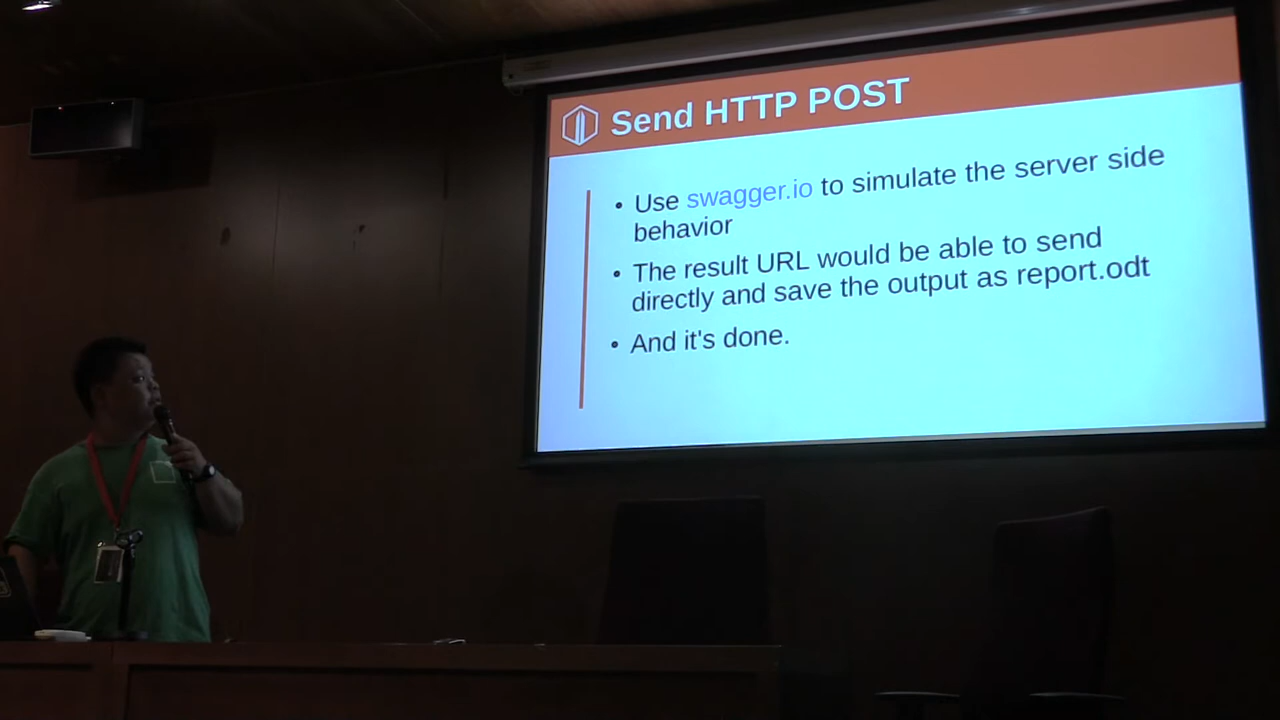 Send HTTP POST
• Use swagger.io to simulate the server side
behavior
• The result URL would be able to send
directly and save the output as report.odt
• And it's done.